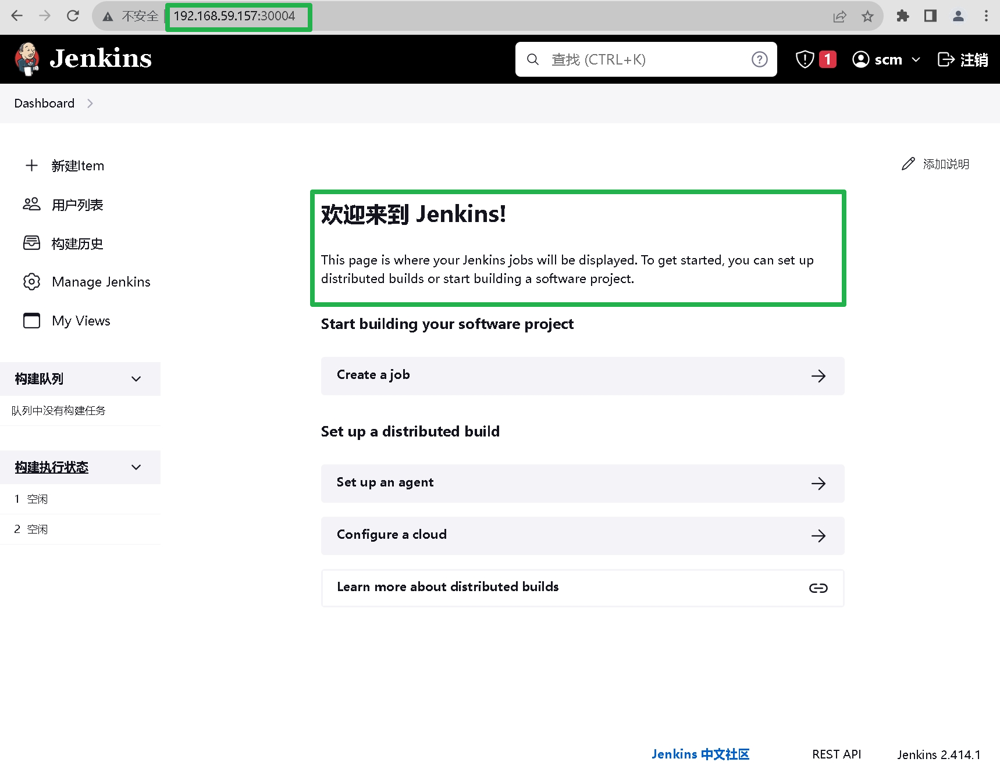 不安全
192.168.59.157:30004
Jenkins
查找 (CTRL+K)
1
scm
注销
Dashboard
新建Item
添加说明
用户列表
构建历史
Manage Jenkins
My Views
欢迎来到 Jenkins!
This page is where your Jenkins jobs will be displayed. To get started, you can set up
distributed builds or start building a software project.
Start building your software project
Create a job
Set up a distributed build
Set up an agent
Configure a cloud
Learn more about distributed builds
构建队列
队列中没有构建任务
构建执行状态
1 空闲
2 空闲
Jenkins 中文社区
REST API
Jenkins 2.414.1